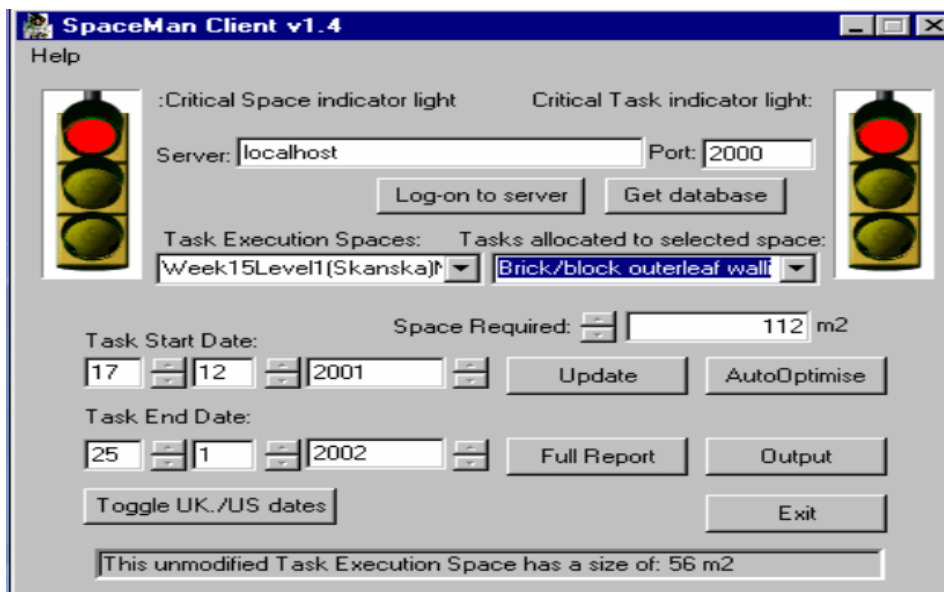 SpaceMan Client v1.4
Help
:Critical Space indicator light Critical Task indicator light:
Server: localhost Port: 2000
Log-on to server Get database
Task Execution Spaces: Tasks allocated to selected space:
Week15Level1(Skanska) Brick/block outerleaf walli
Space Required: 112 m2
Task Start Date:
17 12 2001 Update AutoOptimise
Task End Date:
25 1 2002 Full Report Output
Toggle UK./US dates
Exit
This unmodified Task Execution Space has a size of: 56 m2